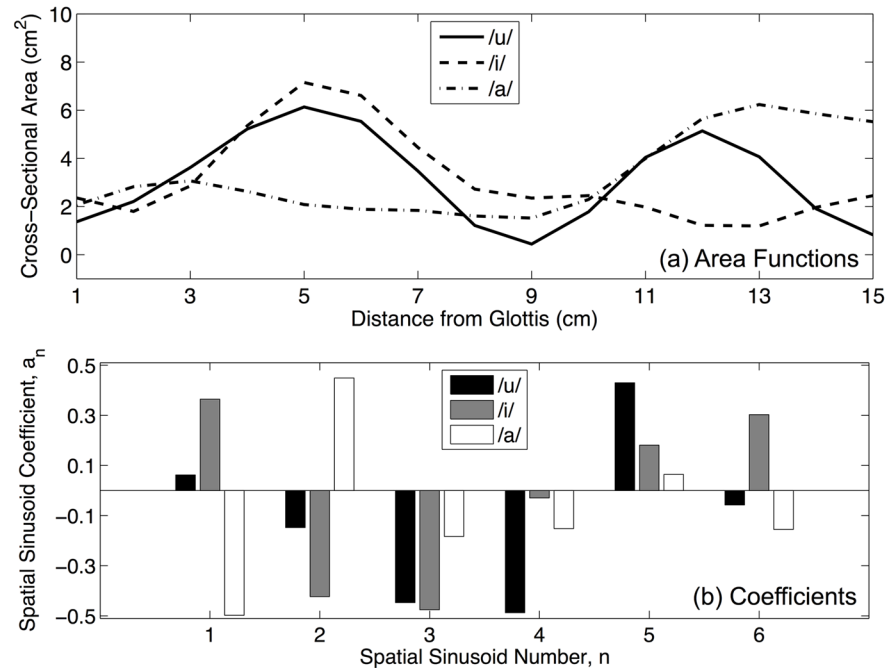 10
8
6
4
2
0
Cross−Sectional Area (cm²)
/u/
/i/
/a/
(a) Area Functions
1 3 5 7 9 11 13 15
Distance from Glottis (cm)
0.5
0.3
0.1
−0.1
−0.3
−0.5
Spatial Sinusoid Coefficient, aₙ
/u/
/i/
/a/
(b) Coefficients
1 2 3 4 5 6
Spatial Sinusoid Number, n